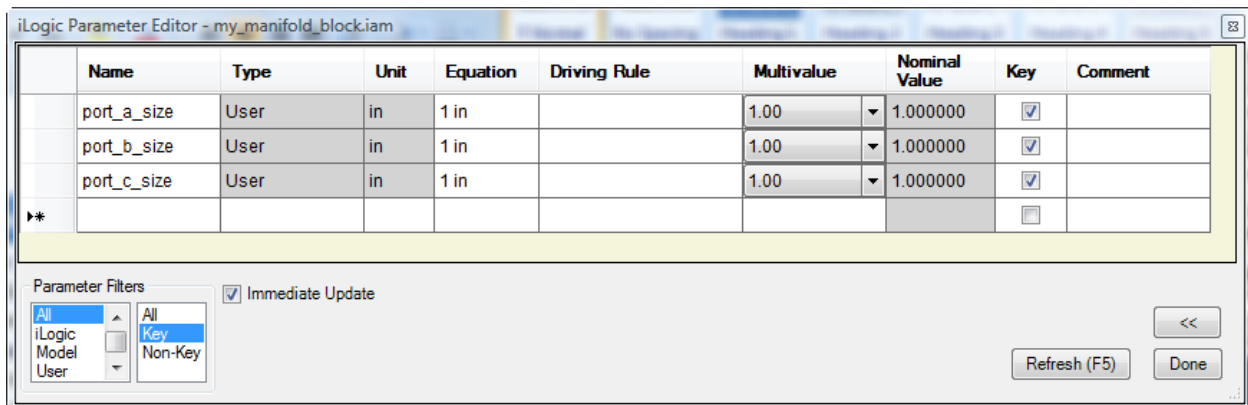 iLogic Parameter Editor - my_manifold_block.iam
Name Type Unit Equation Driving Rule Multivalue Nominal Value Key Comment
port_a_size User in 1 in 1.00 1.000000
port_b_size User in 1 in 1.00 1.000000
port_c_size User in 1 in 1.00 1.000000
Parameter Filters
All
iLogic
Model
User
All
Key
Non-Key
Immediate Update
<<
Refresh (F5) Done